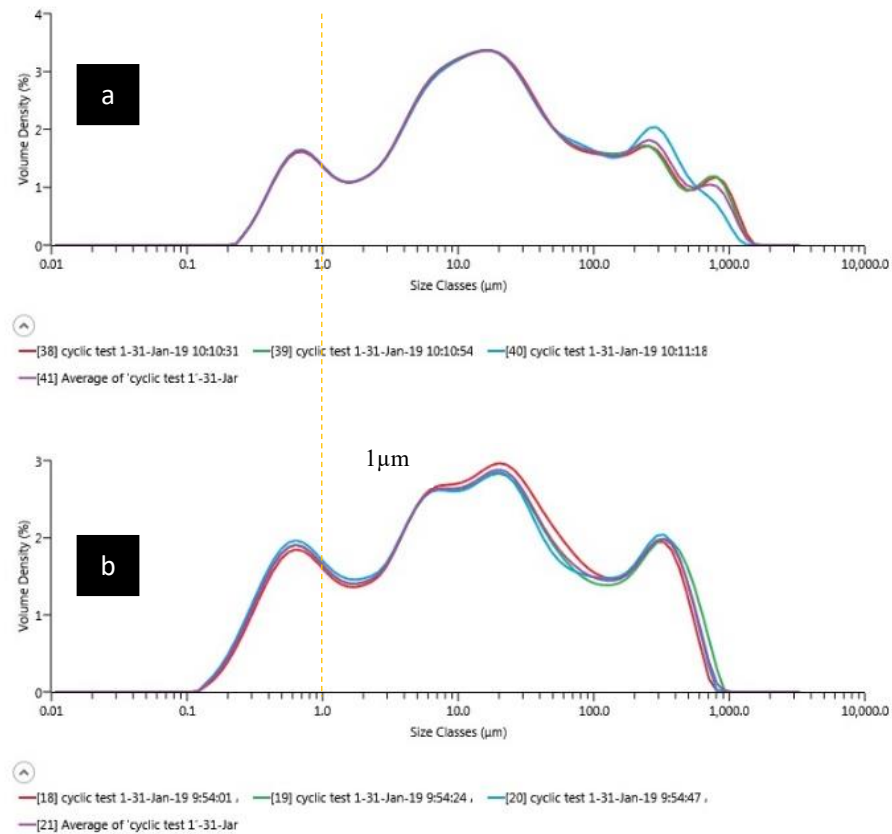 4
3
2
1
0
Volume Density (%)
a
0.01 0.1 1.0 10.0 100.0 1,000.0 10,000.0
Size Classes (µm)
[38] cyclic test 1-31-Jan-19 10:10:31 [39] cyclic test 1-31-Jan-19 10:10:54 [40] cyclic test 1-31-Jan-19 10:11:18
[41] Average of 'cyclic test 1'-31-Jar
1µm
3
2
1
0
Volume Density (%)
b
0.01 0.1 1.0 10.0 100.0 1,000.0 10,000.0
Size Classes (µm)
[18] cyclic test 1-31-Jan-19 9:54:01 [19] cyclic test 1-31-Jan-19 9:54:24 [20] cyclic test 1-31-Jan-19 9:54:47
[21] Average of 'cyclic test 1'-31-Jar